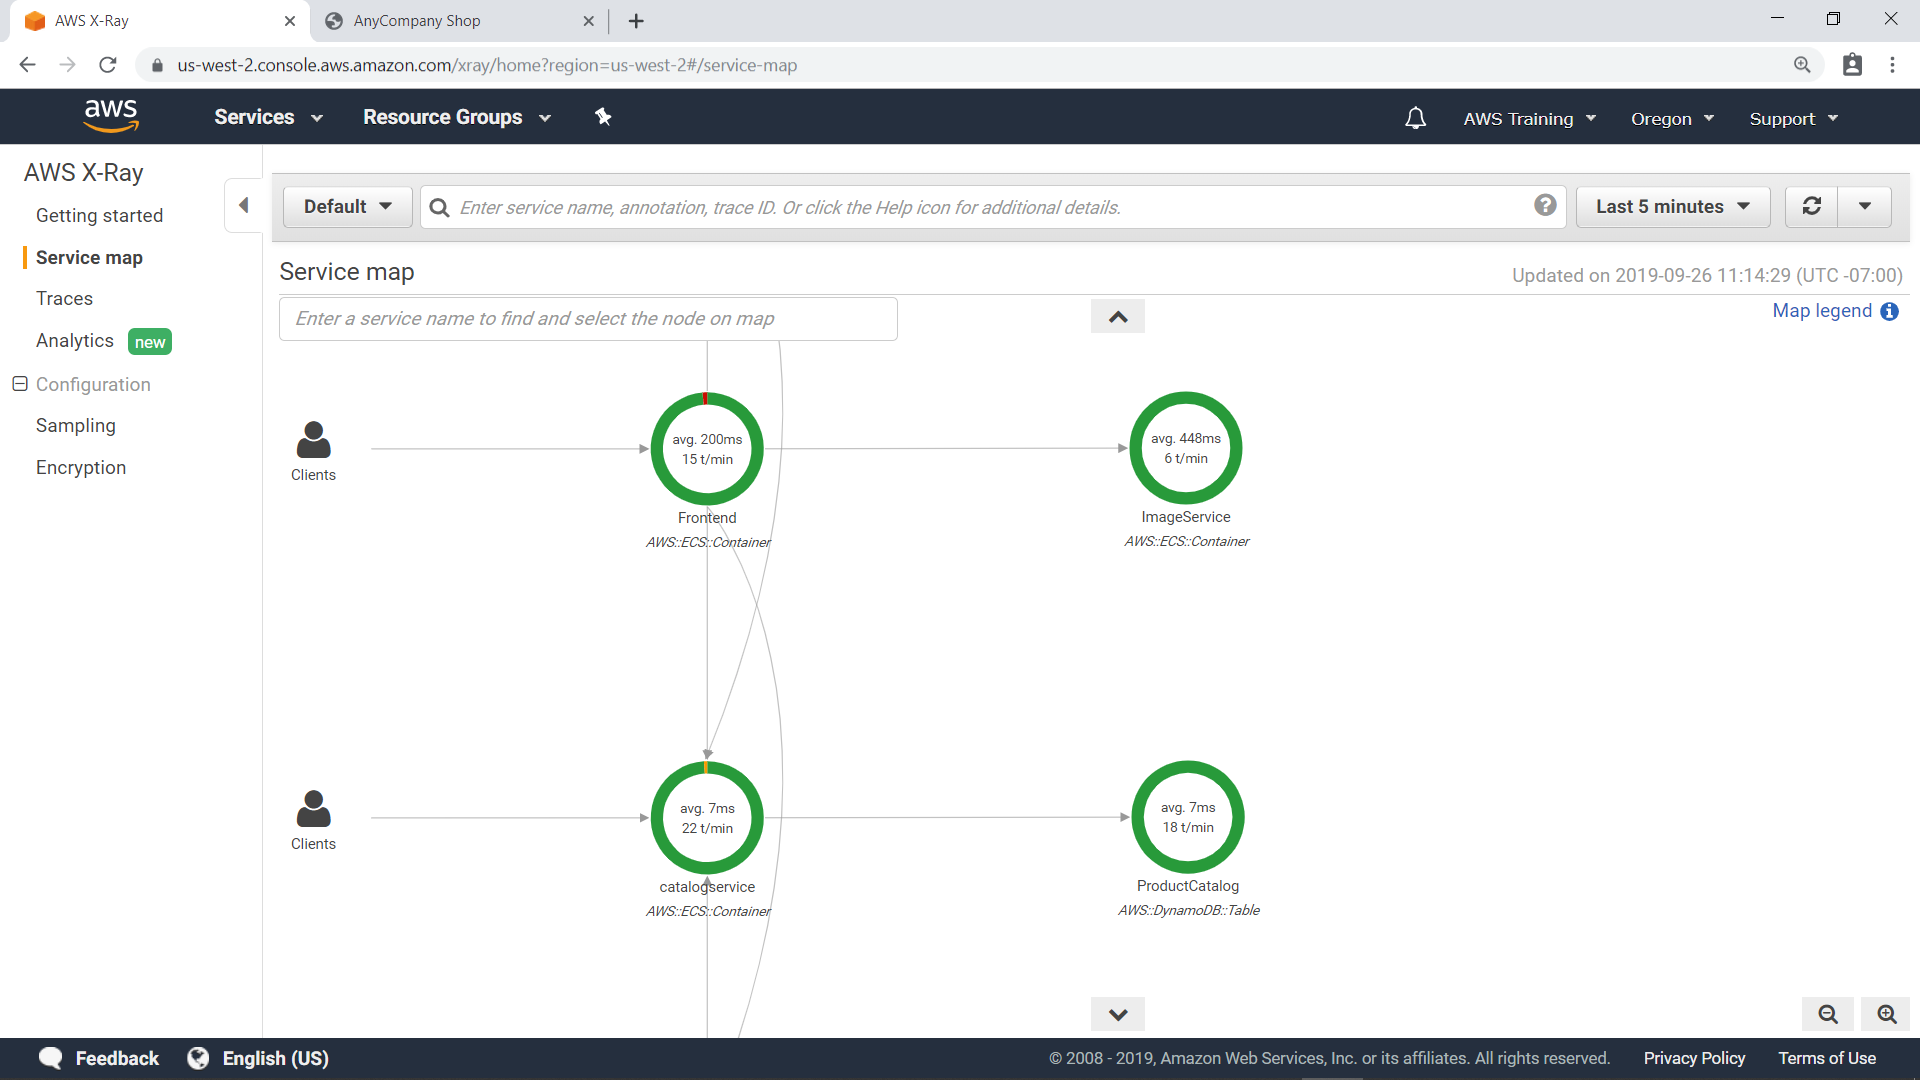 AWS X-Ray
AnyCompany Shop
us-west-2.console.aws.amazon.com/xray/home?region=us-west-2#/service-map
aws
Services
Resource Groups
AWS Training
Oregon
Support
AWS X-Ray
Getting started
Service map
Traces
Analytics new
Configuration
Sampling
Encryption
Default
Enter service name, annotation, trace ID. Or click the Help icon for additional details.
?
Last 5 minutes
Service map
Updated on 2019-09-26 11:14:29 (UTC -07:00)
Enter a service name to find and select the node on map
Map legend i
Clients
avg. 200ms
15 t/min
Frontend
AWS::ECS::Container
avg. 448ms
6 t/min
ImageService
AWS::ECS::Container
Clients
avg. 7ms
22 t/min
catalogservice
AWS::ECS::Container
avg. 7ms
18 t/min
ProductCatalog
AWS::DynamoDB::Table
Feedback
English (US)
© 2008 - 2019, Amazon Web Services, Inc. or its affiliates. All rights reserved.
Privacy Policy
Terms of Use